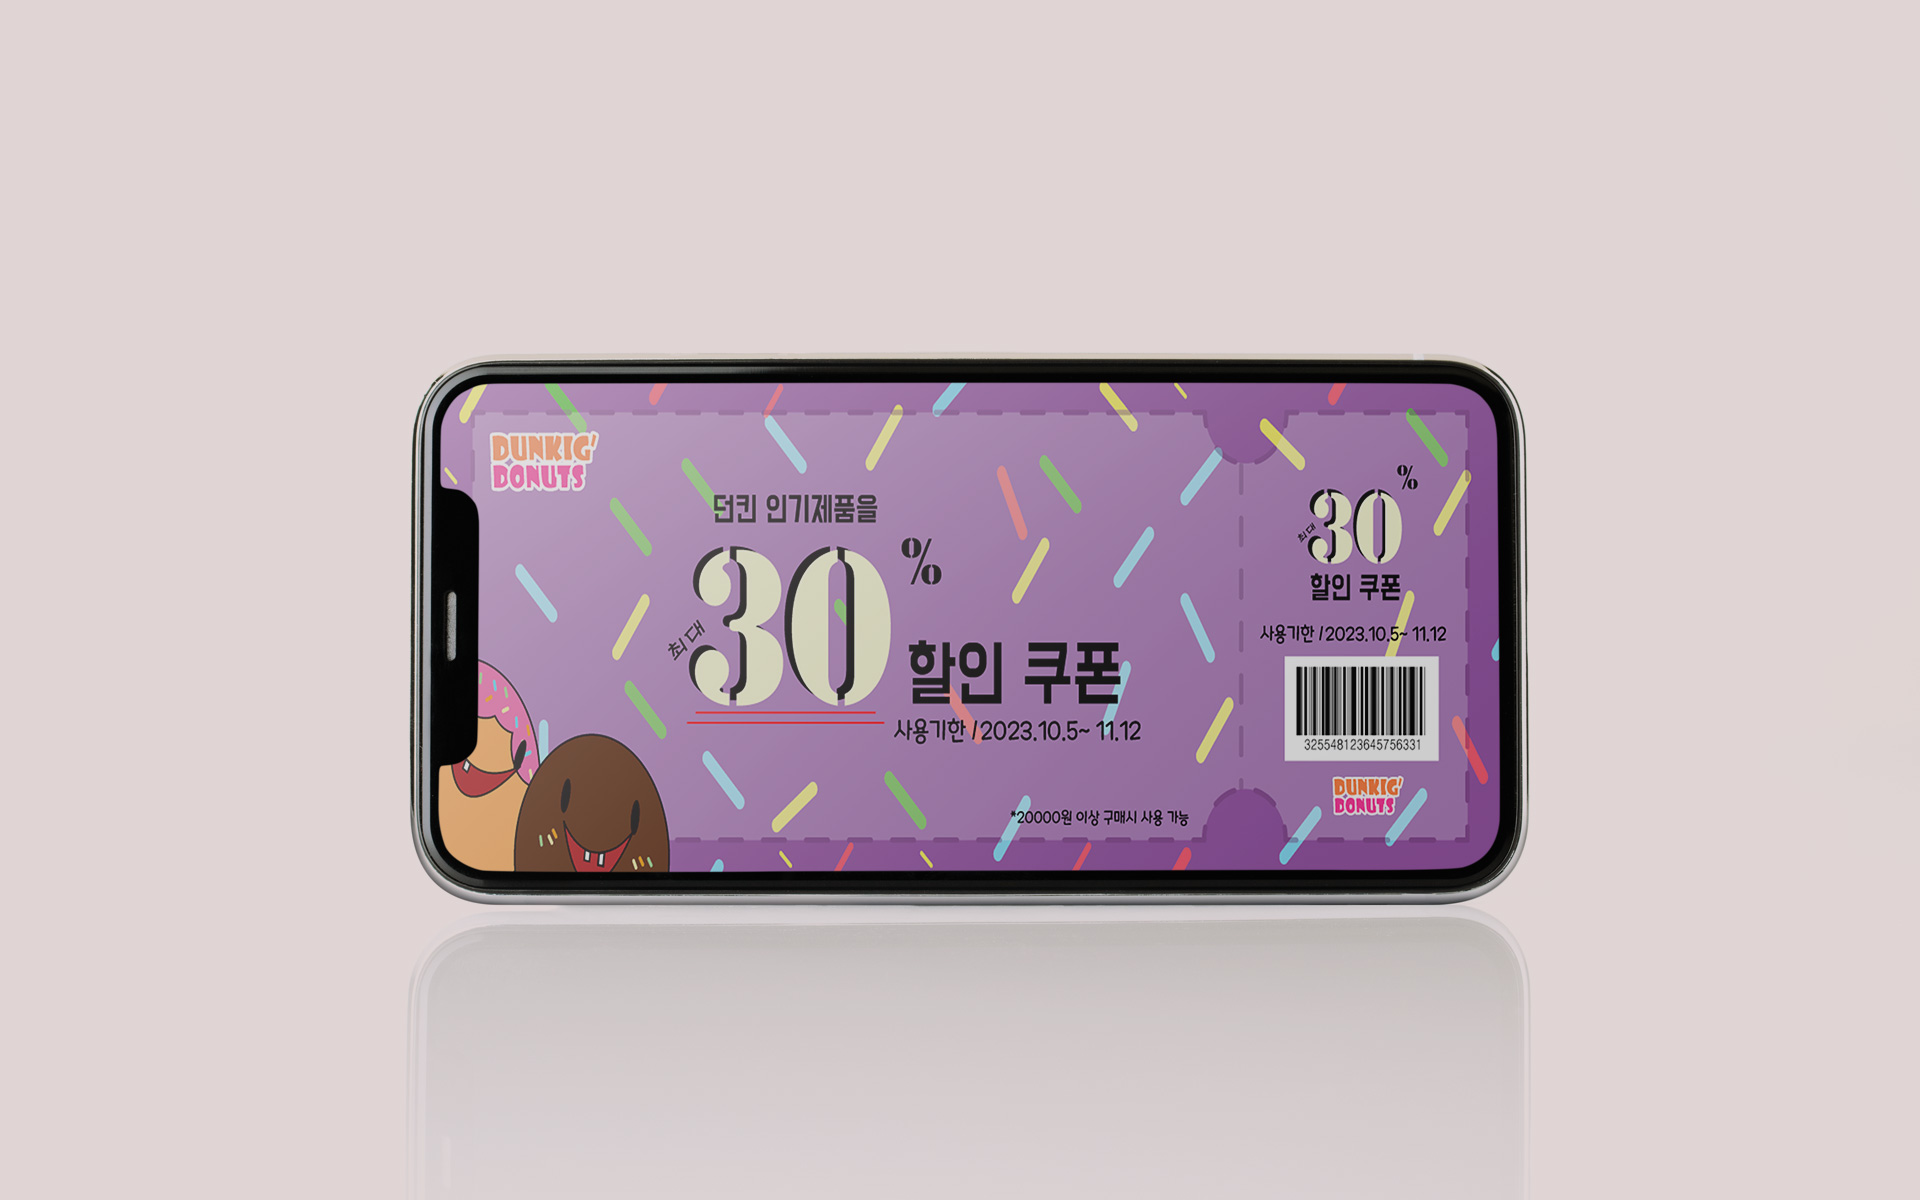 DUNKIG'
DONUTS
던킨 인기제품을
최대
30%
할인 쿠폰
사용기한 / 2023.10.5~ 11.12
*20000원 이상 구매시 사용 가능
최대
30%
할인 쿠폰
사용기한 / 2023.10.5~ 11.12
325548123645756331
DUNKIG'
DONUTS